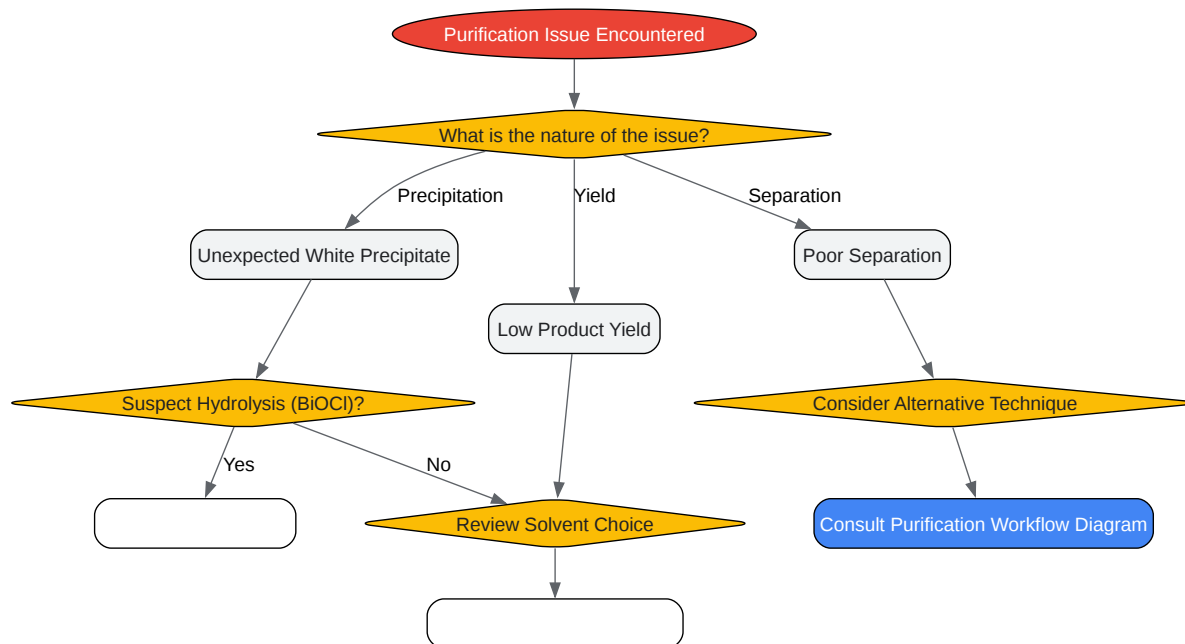 Purification Issue Encountered
What is the nature of the issue?
Precipitation
Yield
Separation
Unexpected White Precipitate
Poor Separation
Low Product Yield
Suspect Hydrolysis (BiOCl)?
Consider Alternative Technique
Yes
No
Review Solvent Choice
Consult Purification Workflow Diagram